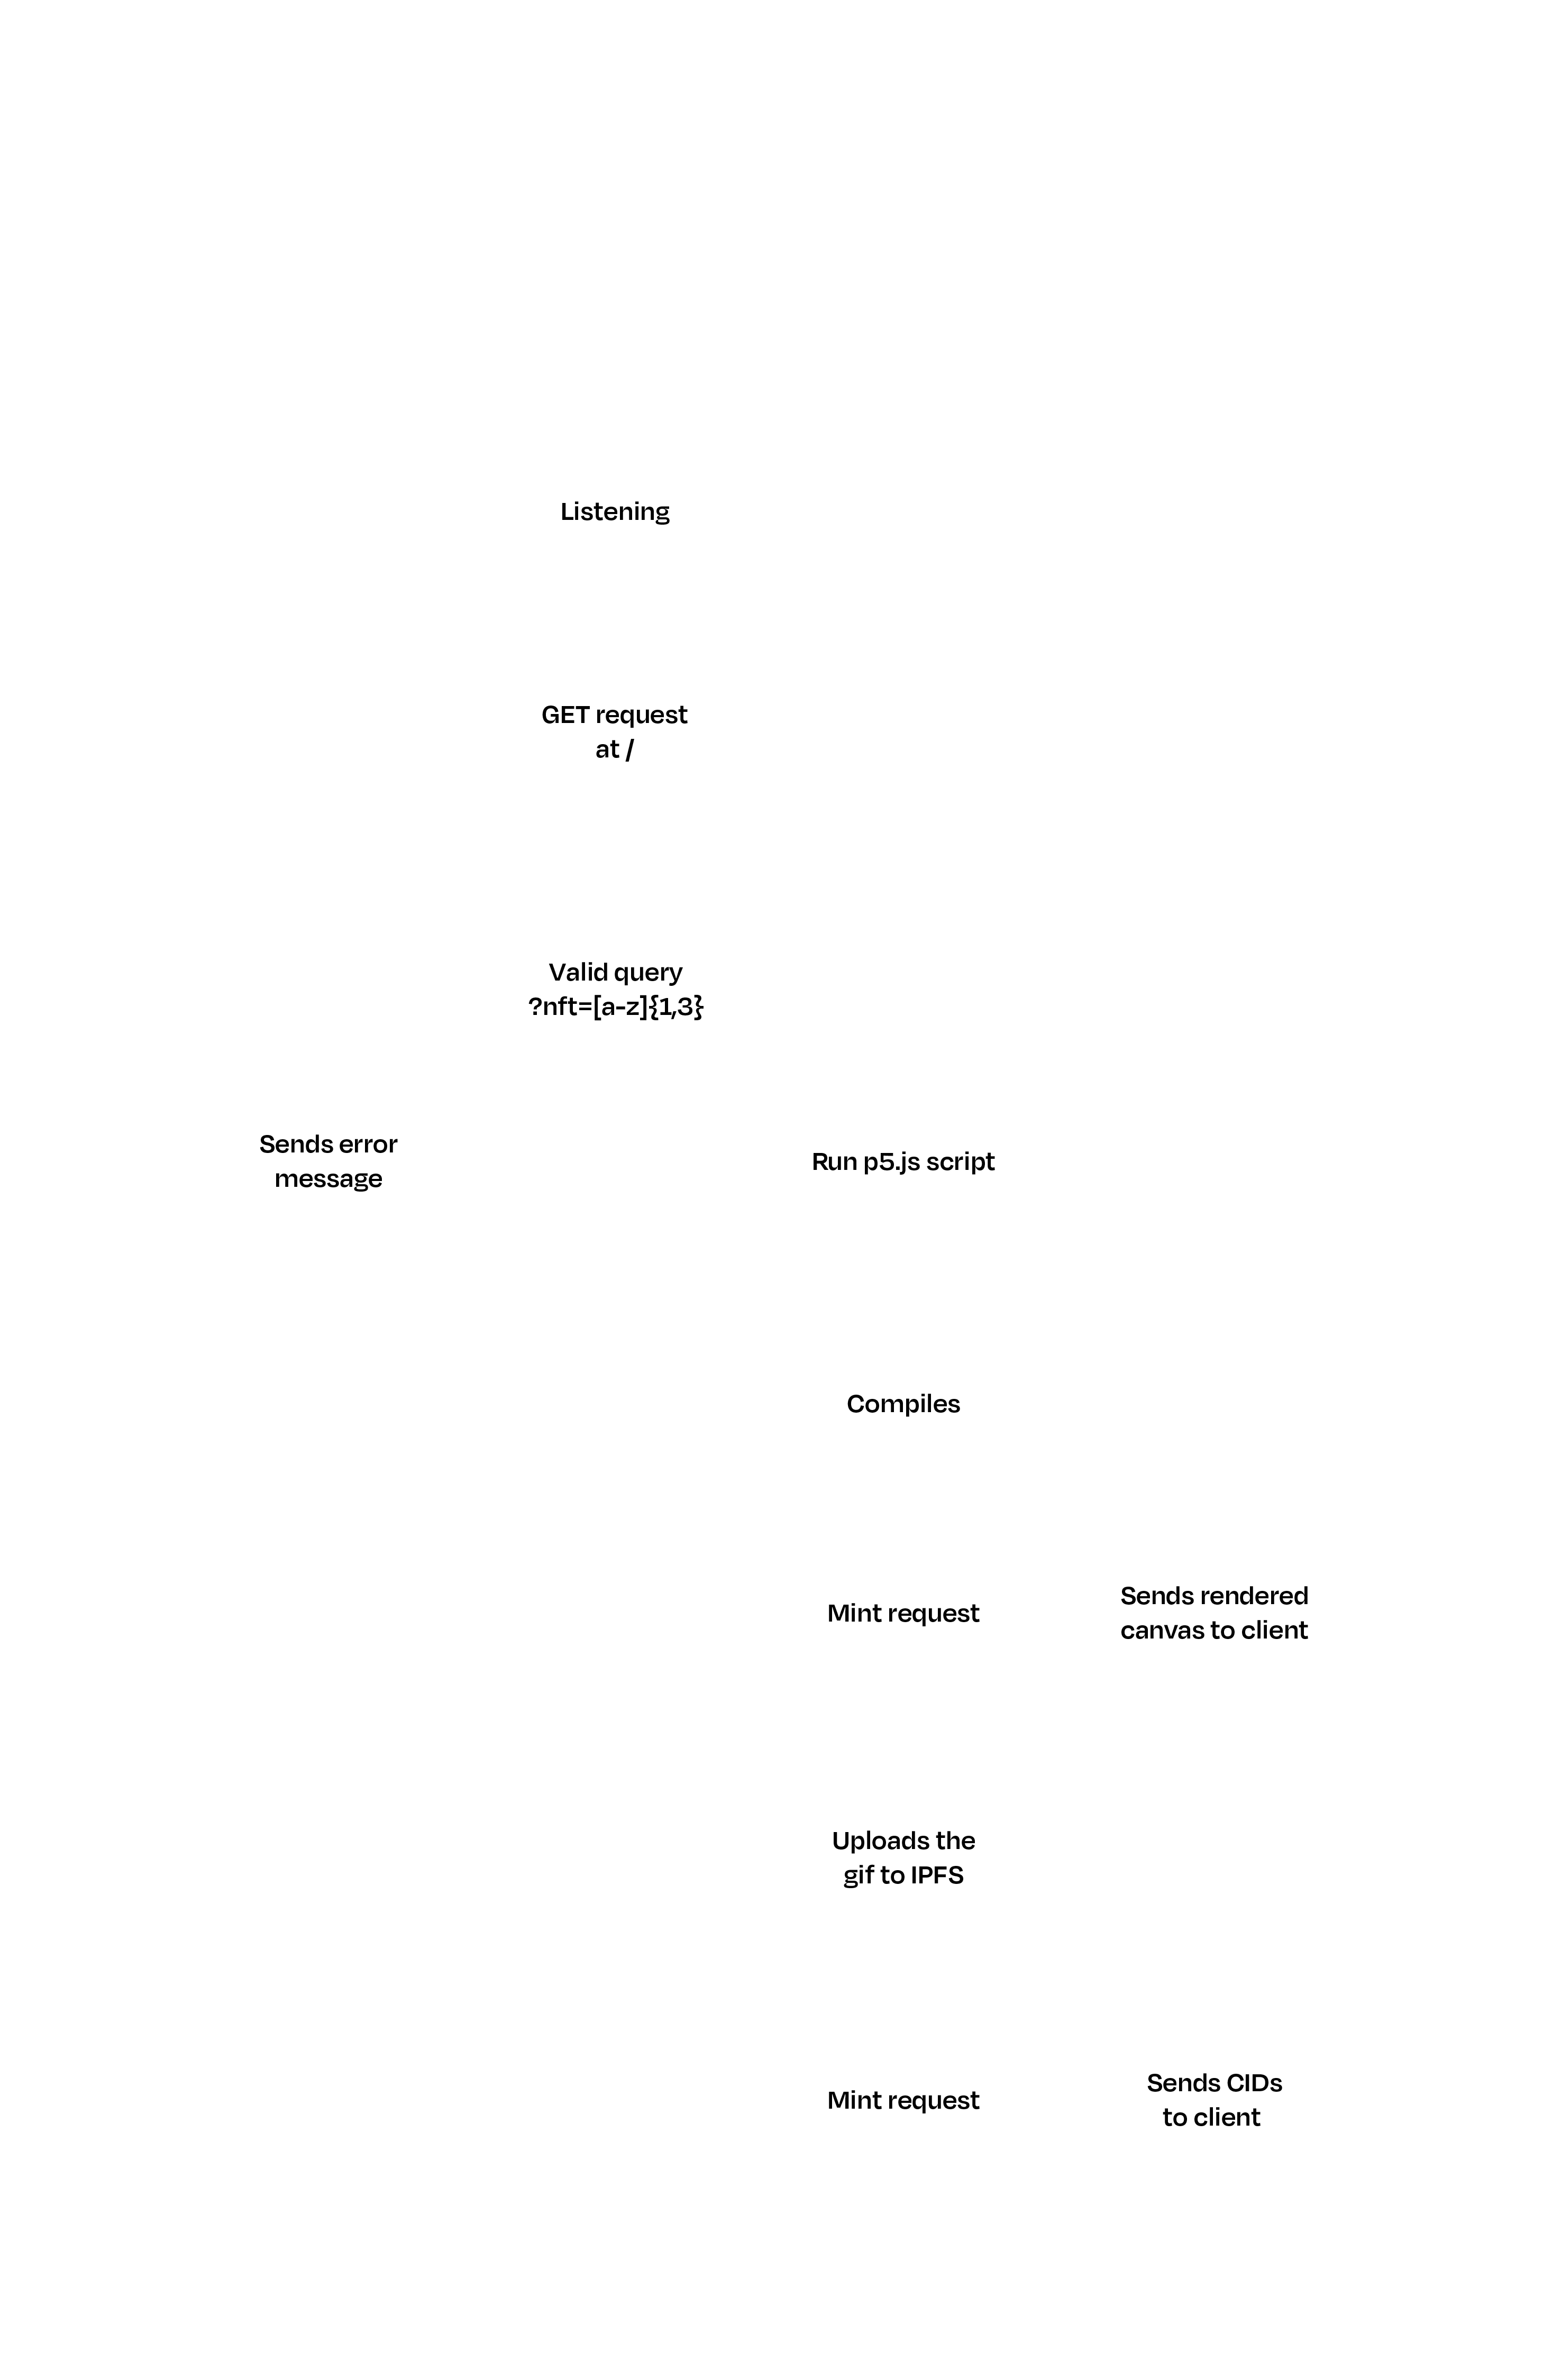 Listening
GET request
at /
Valid query
?nft=[a-z]{1,3}
Sends error
message
Run p5.js script
Compiles
Mint request
Sends rendered
canvas to client
Uploads the
gif to IPFS
Mint request
Sends CIDs
to client